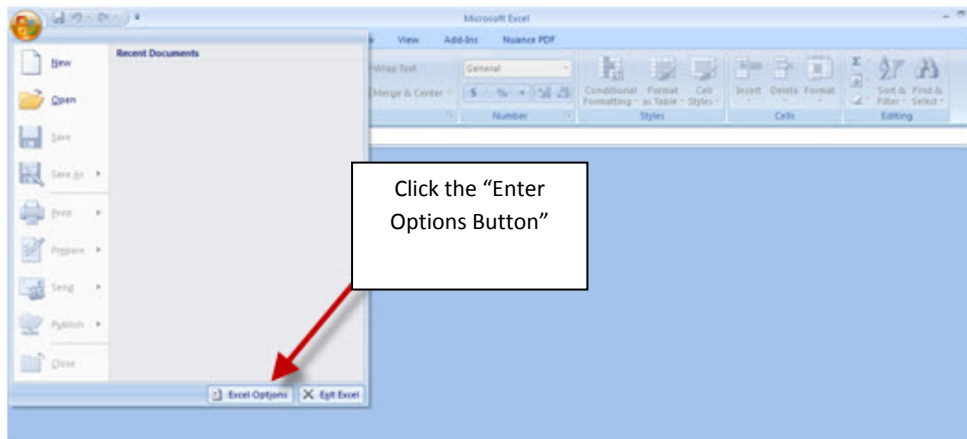 Microsoft Excel
View Add-Ins Nuance PDF
New
Recent Documents
Open
Save
Save As
Print
Prepare
Send
Publish
Close
Wrap Text
General
Merge & Center
$ % ,
Conditional Formatting
Format as Table
Cell Styles
Insert Delete Format
Σ
Sort & Filter
Find & Select
Number
Styles
Cells
Editing
Click the “Enter
Options Button”
Excel Options
Exit Excel